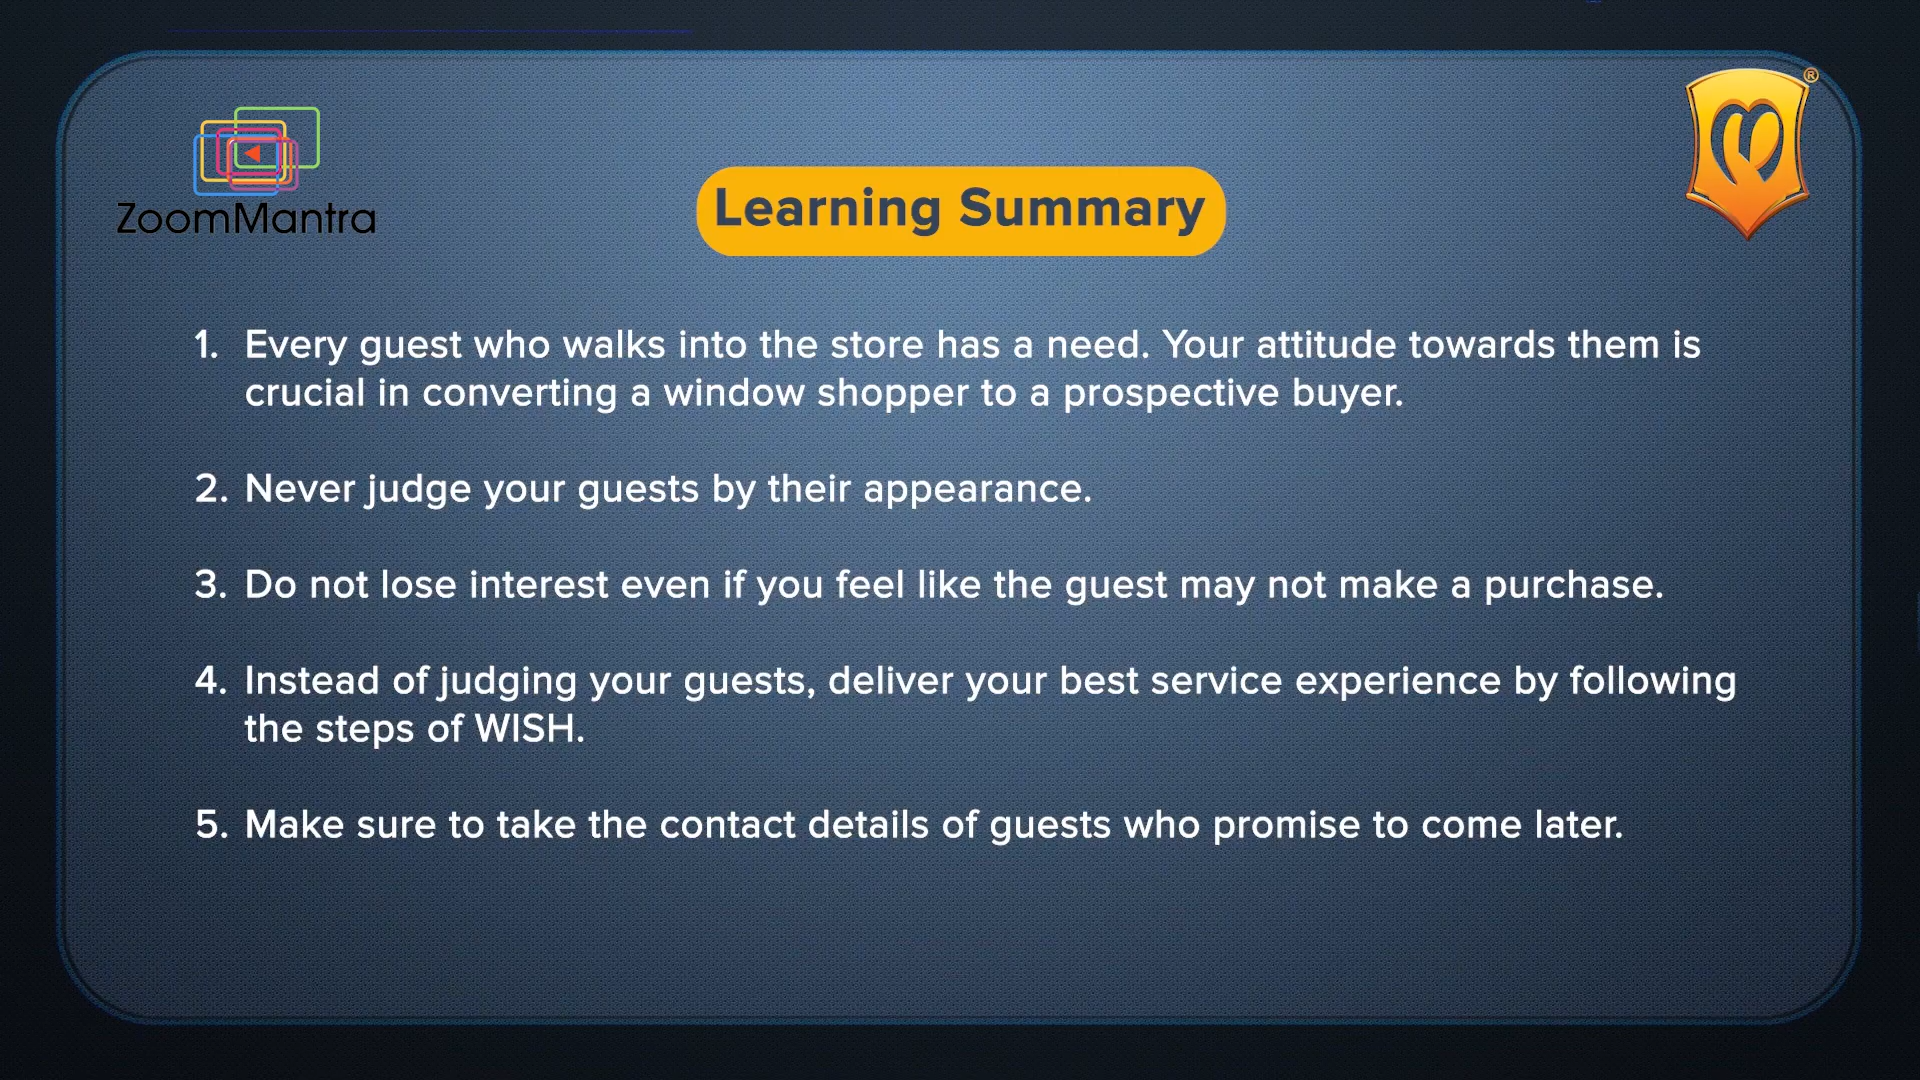 ZoomMantra
®
Learning Summary
1. Every guest who walks into the store has a need. Your attitude towards them is
crucial in converting a window shopper to a prospective buyer.
2. Never judge your guests by their appearance.
3. Do not lose interest even if you feel like the guest may not make a purchase.
4. Instead of judging your guests, deliver your best service experience by following
the steps of WISH.
5. Make sure to take the contact details of guests who promise to come later.